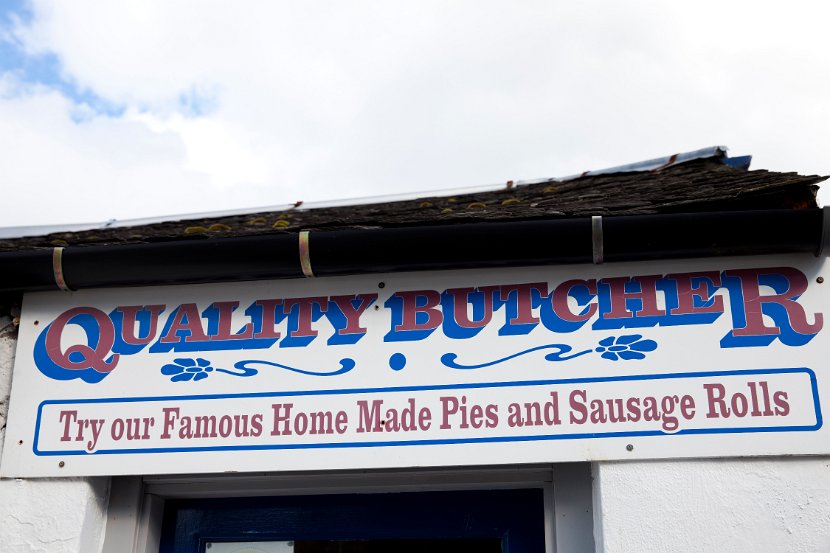 QUALITY BUTCHER
Try our Famous Home Made Pies and Sausage Rolls